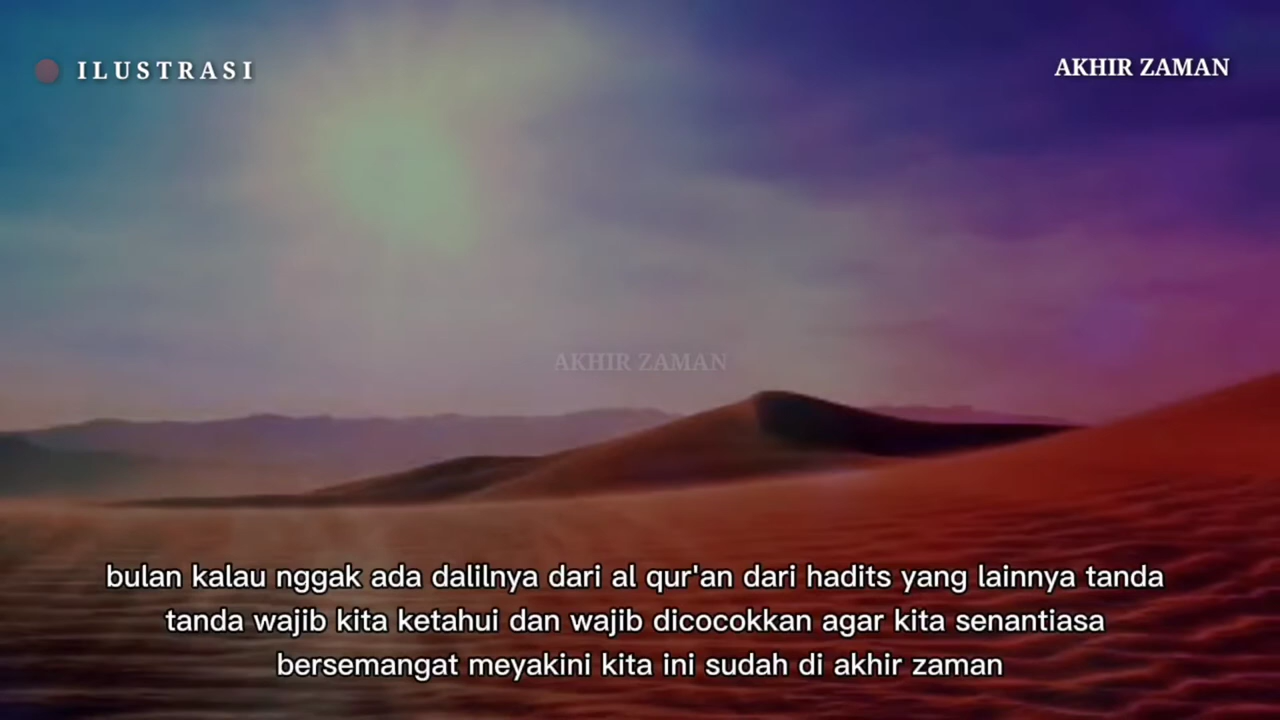 ILUSTRASI
AKHIR ZAMAN
AKHIR ZAMAN
bulan kalau nggak ada dalilnya dari al qur'an dari hadits yang lainnya tanda
tanda wajib kita ketahui dan wajib dicocokkan agar kita senantiasa
bersemangat meyakini kita ini sudah di akhir zaman